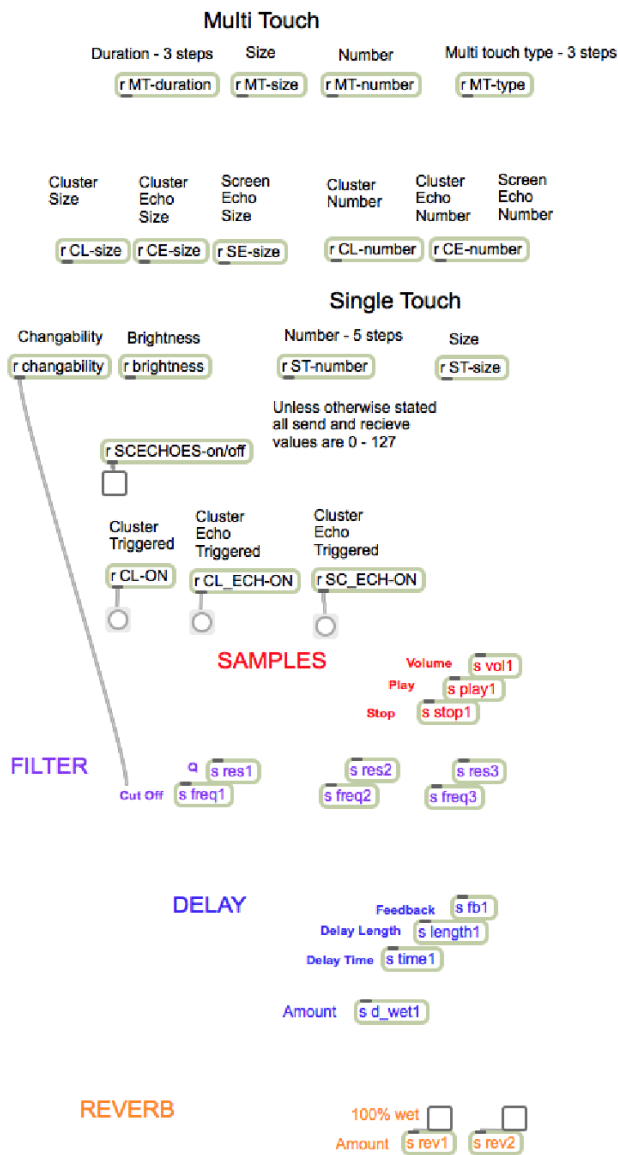 Multi Touch
Duration - 3 steps
Size
Number
Multi touch type - 3 steps
r MT-duration
r MT-size
r MT-number
r MT-type
Cluster
Size
Cluster
Echo
Size
Screen
Echo
Size
Cluster
Number
Cluster
Echo
Number
Screen
Echo
Number
r CL-size
r CE-size
r SE-size
r CL-number
r CE-number
Single Touch
Changability
Brightness
Number - 5 steps
Size
r changability
r brightness
r ST-number
r ST-size
Unless otherwise stated
all send and recieve
values are 0 - 127
r SCECHOES-on/off
Cluster
Triggered
Cluster
Echo
Triggered
Cluster
Echo
Triggered
r CL-ON
r CL_ECH-ON
r SC_ECH-ON
SAMPLES
Volume
s vol1
Play
s play1
Stop
s stop1
FILTER
Q
s res1
s res2
s res3
Cut Off
s freq1
s freq2
s freq3
DELAY
Feedback
s fb1
Delay Length
s length1
Delay Time
s time1
Amount
s d_wet1
REVERB
100% wet
Amount
s rev1
s rev2